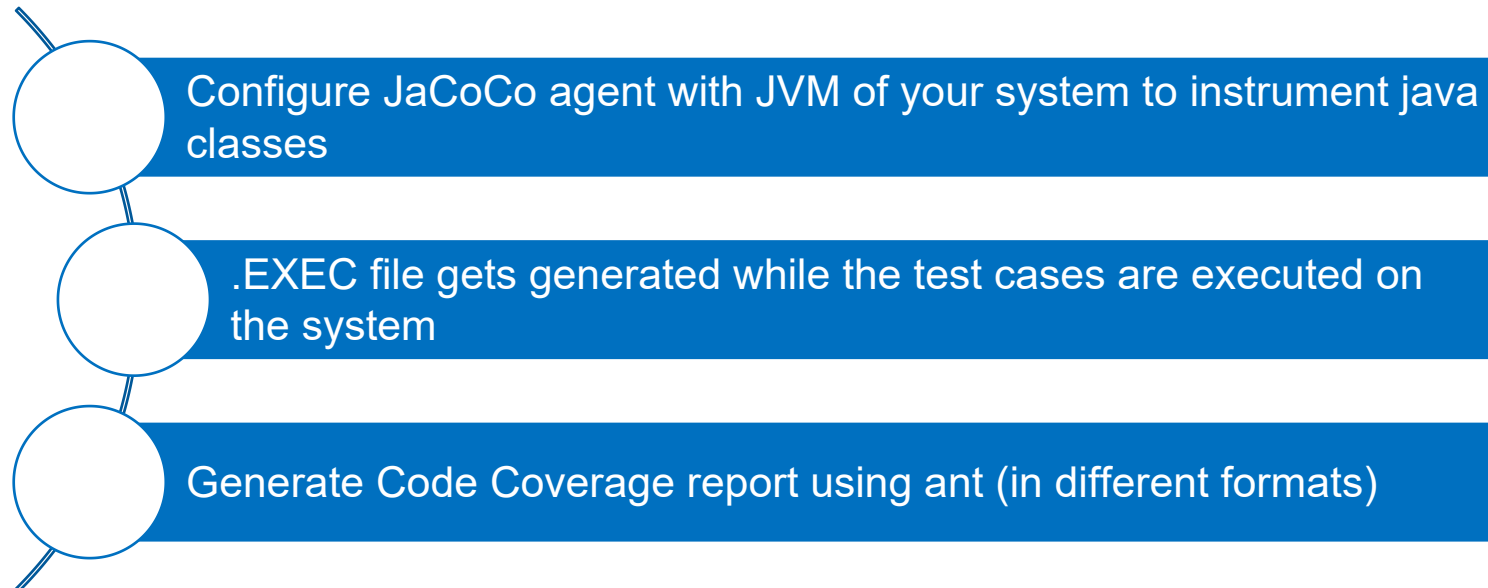 Configure JaCoCo agent with JVM of your system to instrument java
classes
.EXEC file gets generated while the test cases are executed on
the system
Generate Code Coverage report using ant (in different formats)